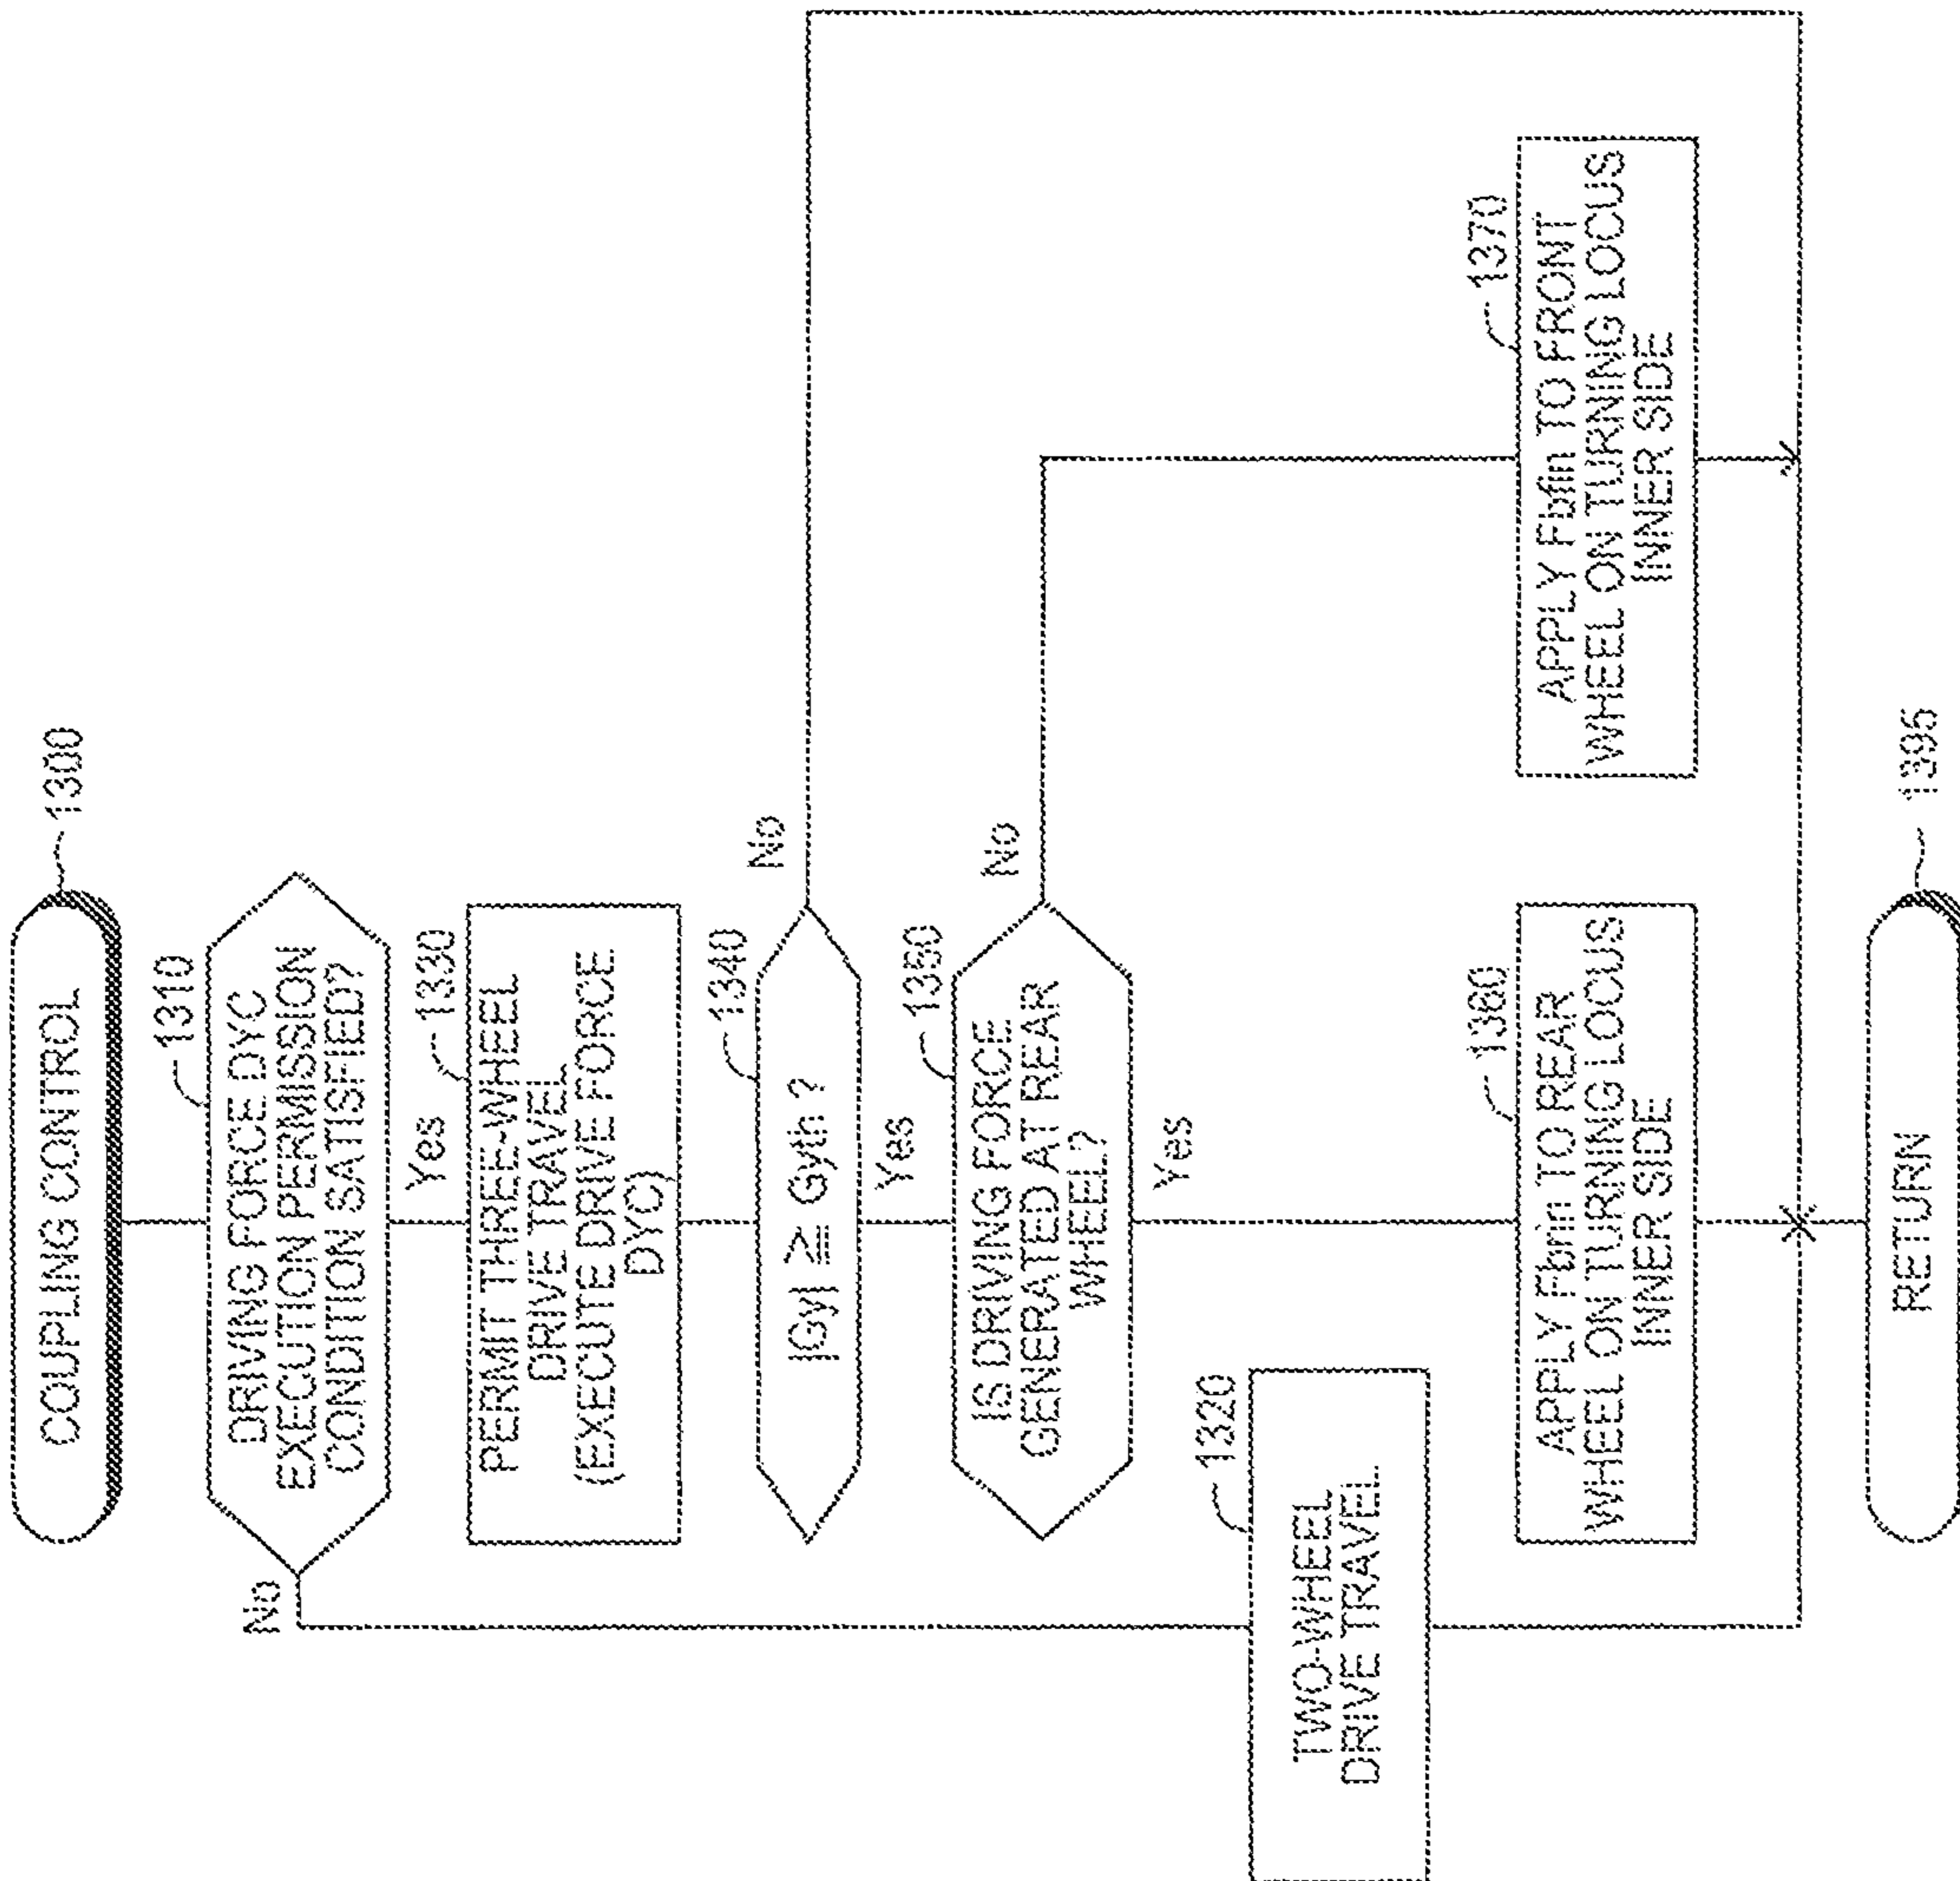 COUPLING CONTROL
1300
1310
DRIVING FORCE DYC
EXECUTION PERMISSION
CONDITION SATISFIED?
No
Yes
1330
PERMIT THREE-WHEEL
DRIVE TRAVEL
(EXECUTE DRIVE FORCE
DYC)
1340
|Gy| ≧ Gyth ?
No
Yes
1350
IS DRIVING FORCE
GENERATED AT REAR
WHEEL?
No
Yes
1320
TWO-WHEEL
DRIVE TRAVEL
1360
APPLY Fbrin TO REAR
WHEEL ON TURNING LOCUS
INNER SIDE
1370
APPLY Fbfin TO FRONT
WHEEL ON TURNING LOCUS
INNER SIDE
RETURN
1395